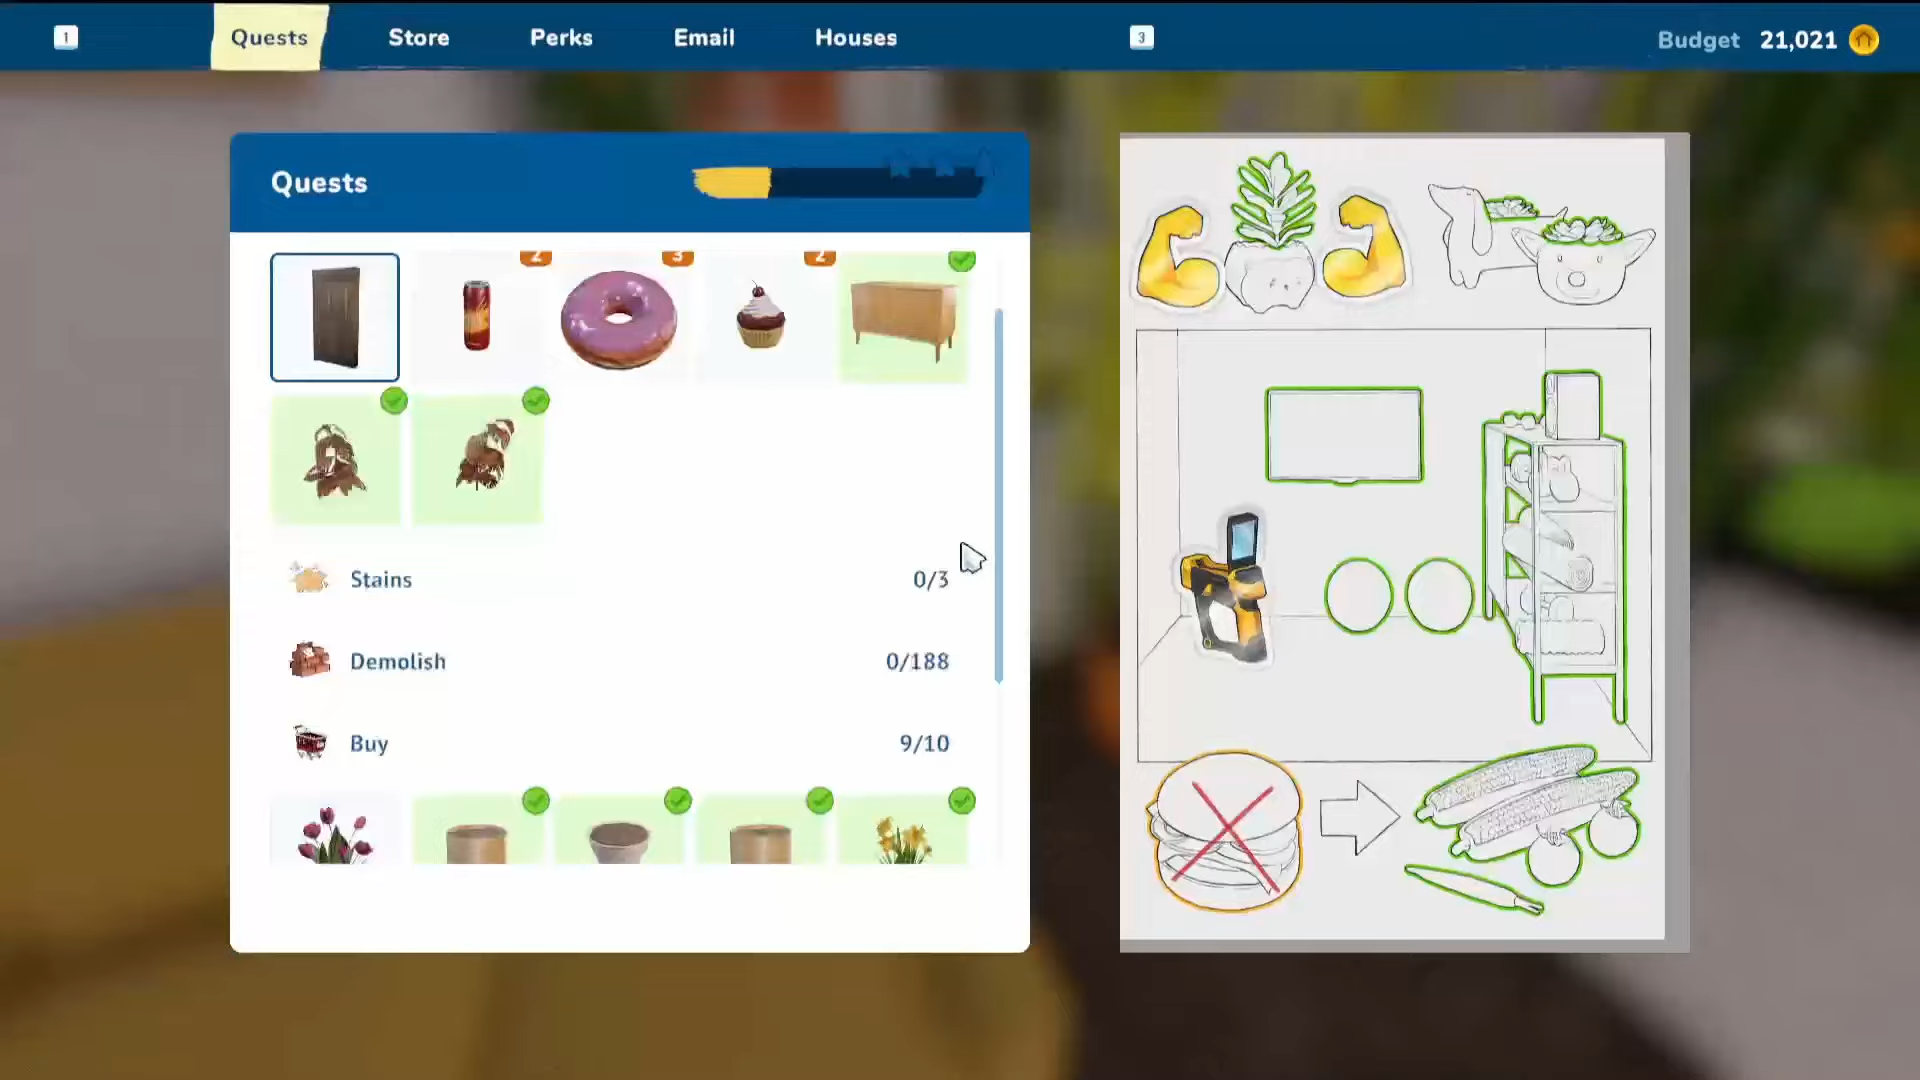 1 Quests Store Perks Email Houses 3 Budget 21,021
Quests
2 3 2
Stains 0/3
Demolish 0/188
Buy 9/10